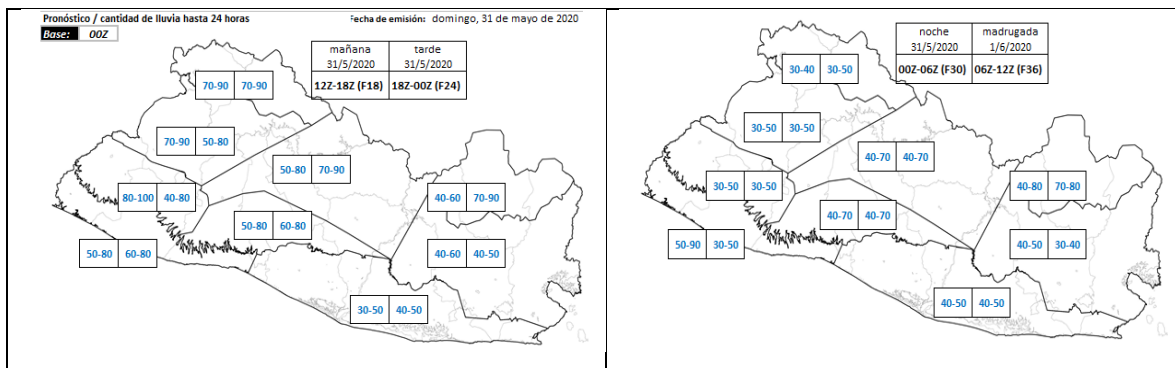 Pronóstico / cantidad de lluvia hasta 24 horas
Fecha de emisión: domingo, 31 de mayo de 2020
Base: 00Z
mañana tarde
31/5/2020 31/5/2020
12Z-18Z (F18) 18Z-00Z (F24)
70-90 70-90
70-90 50-80
50-80 70-90
80-100 40-80
40-60 70-90
50-80 60-80
50-80 60-80
40-60 40-50
30-50 40-50
noche madrugada
31/5/2020 1/6/2020
00Z-06Z (F30) 06Z-12Z (F36)
30-40 30-50
30-50 30-50
40-70 40-70
30-50 30-50
40-80 70-80
40-70 40-70
50-90 30-50
40-50 30-40
40-50 40-50